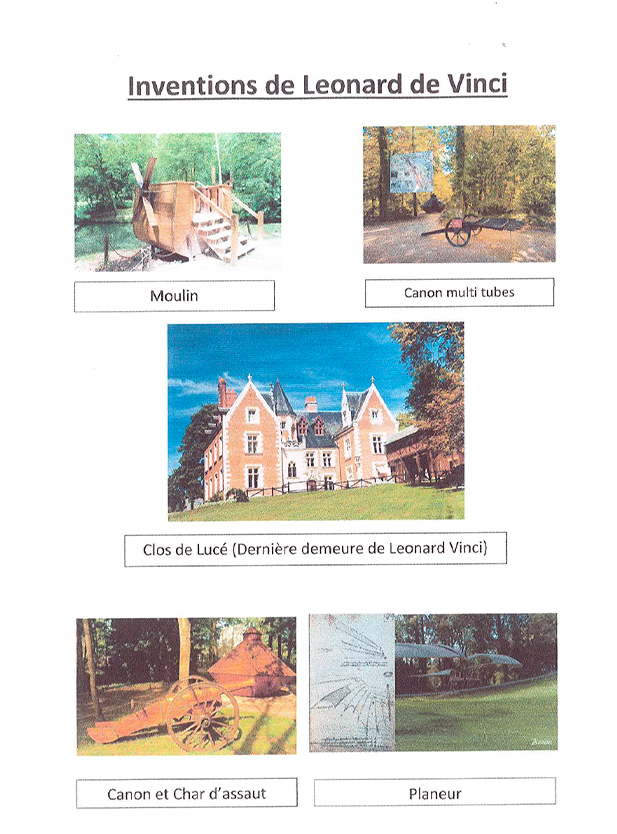 Inventions de Leonard de Vinci
Moulin
Canon multi tubes
Clos de Lucé (Dernière demeure de Leonard Vinci)
Canon et Char d'assaut
Planeur